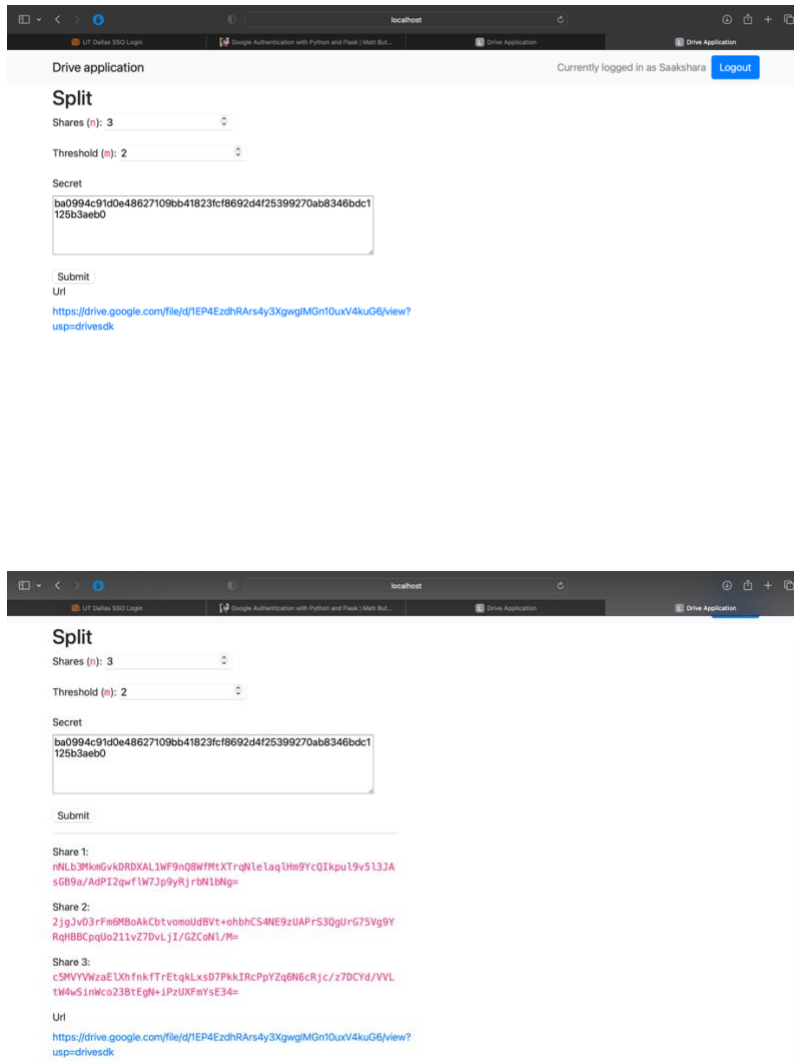 localhost
UT Dallas SSO Login
Google Authentication with Python and Flask | Matt But...
Drive Application
Drive Application
Drive application
Currently logged in as Saakshara
Logout
Split
Shares (n): 3
Threshold (m): 2
Secret
ba0994c91d0e48627109bb41823fcf8692d4f25399270ab8346bdc1
125b3aeb0
Submit
Url
https://drive.google.com/file/d/1EP4EzdhRArs4y3XgwglMGn10uxV4kuG6/view?
usp=drivesdk
localhost
UT Dallas SSO Login
Google Authentication with Python and Flask | Matt But...
Drive Application
Drive Application
Split
Shares (n): 3
Threshold (m): 2
Secret
ba0994c91d0e48627109bb41823fcf8692d4f25399270ab8346bdc1
125b3aeb0
Submit
Share 1:
nNLb3MkmGvkDRDXAL1WF9nQ8WfMtXTrqNlelaqlHm9YcQIkpul9v5l3JA
sGB9a/AdPI2qwflW7Jp9yRjrbN1bNg=
Share 2:
2jgJvD3rFm6MBoAkCbtvomoUdBVt+ohbhCS4NE9zUAPrS3QgUrG75Vg9Y
RqHBBCpqUo211vZ7DvLjI/GZCoNl/M=
Share 3:
c5MVYVWzaElXhfnkfTrEtqkLxsD7PkkIRcPpYZq6N6cRjc/z7DCYd/VVL
tW4wSinWco23BtEgN+iPzUXFmYsE34=
Url
https://drive.google.com/file/d/1EP4EzdhRArs4y3XgwglMGn10uxV4kuG6/view?
usp=drivesdk